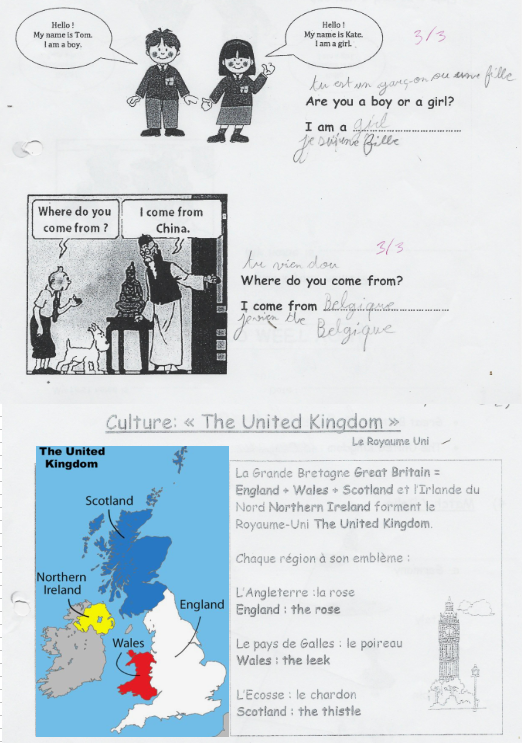 Hello !
My name is Tom.
I am a boy.
Hello !
My name is Kate.
I am a girl.
3/3
tu est un garçon ou une fille
Are you a boy or a girl?
I am a girl
je suis une fille
Where do you
come from ?
I come from
China.
3/3
tu vien dou
Where do you come from?
I come from Belgique
je vien de Belgique
Culture: « The United Kingdom »
Le Royaume Uni
The United
Kingdom
Scotland
Northern
Ireland
England
Wales
La Grande Bretagne Great Britain =
England + Wales + Scotland et l'Irlande du
Nord Northern Ireland forment le
Royaume-Uni The United Kingdom.
Chaque région à son emblème :
L'Angleterre :la rose
England : the rose
Le pays de Galles : le poireau
Wales : the leek
L'Ecosse : le chardon
Scotland : the thistle